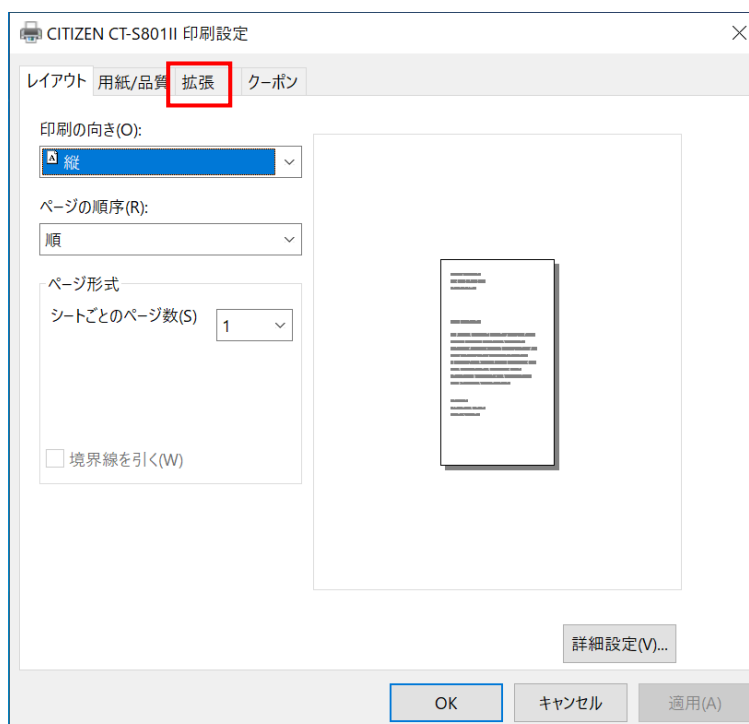 CITIZEN CT-S801II 印刷設定
レイアウト 用紙/品質 拡張 クーポン
印刷の向き(O):
縦
ページの順序(R):
順
ページ形式
シートごとのページ数(S) 1
境界線を引く(W)
詳細設定(V)...
OK キャンセル 適用(A)